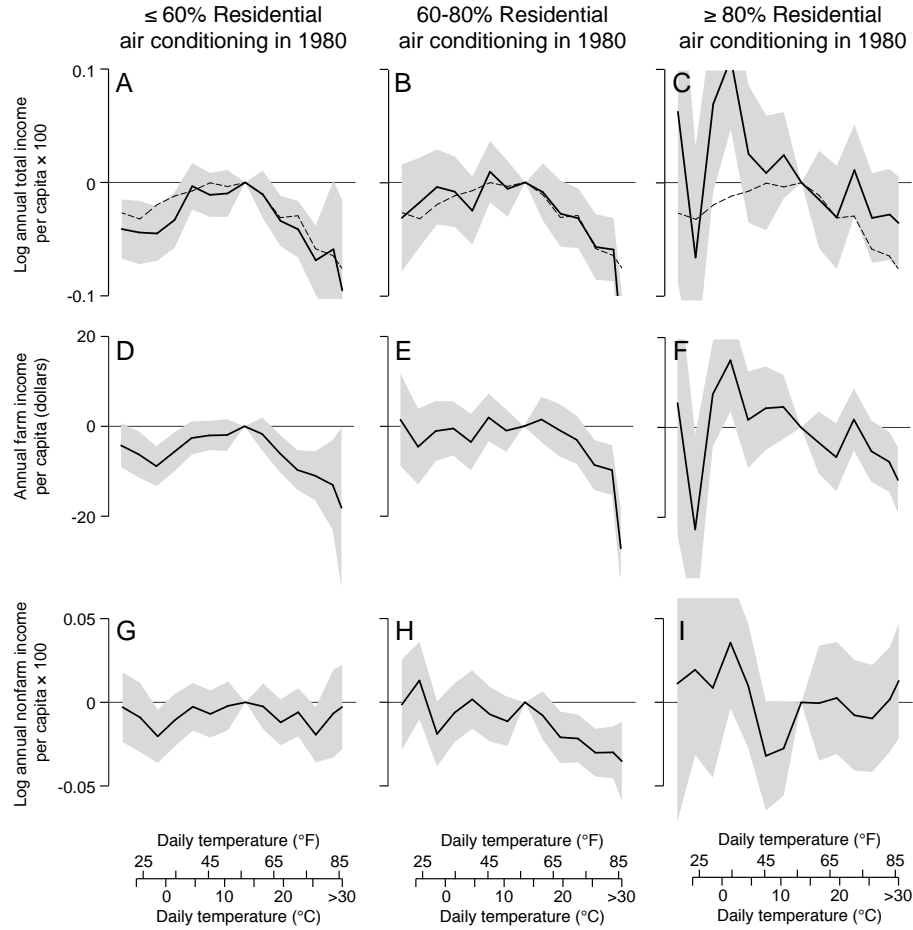 ≤ 60% Residential
air conditioning in 1980
60-80% Residential
air conditioning in 1980
≥ 80% Residential
air conditioning in 1980
Log annual total income
per capita × 100
0.1
0
-0.1
A
B
C
Annual farm income
per capita (dollars)
20
0
-20
D
E
F
Log annual nonfarm income
per capita × 100
0.05
0
-0.05
G
H
I
Daily temperature (°F)
25 45 65 85
0 10 20 >30
Daily temperature (°C)
Daily temperature (°F)
25 45 65 85
0 10 20 >30
Daily temperature (°C)
Daily temperature (°F)
25 45 65 85
0 10 20 >30
Daily temperature (°C)